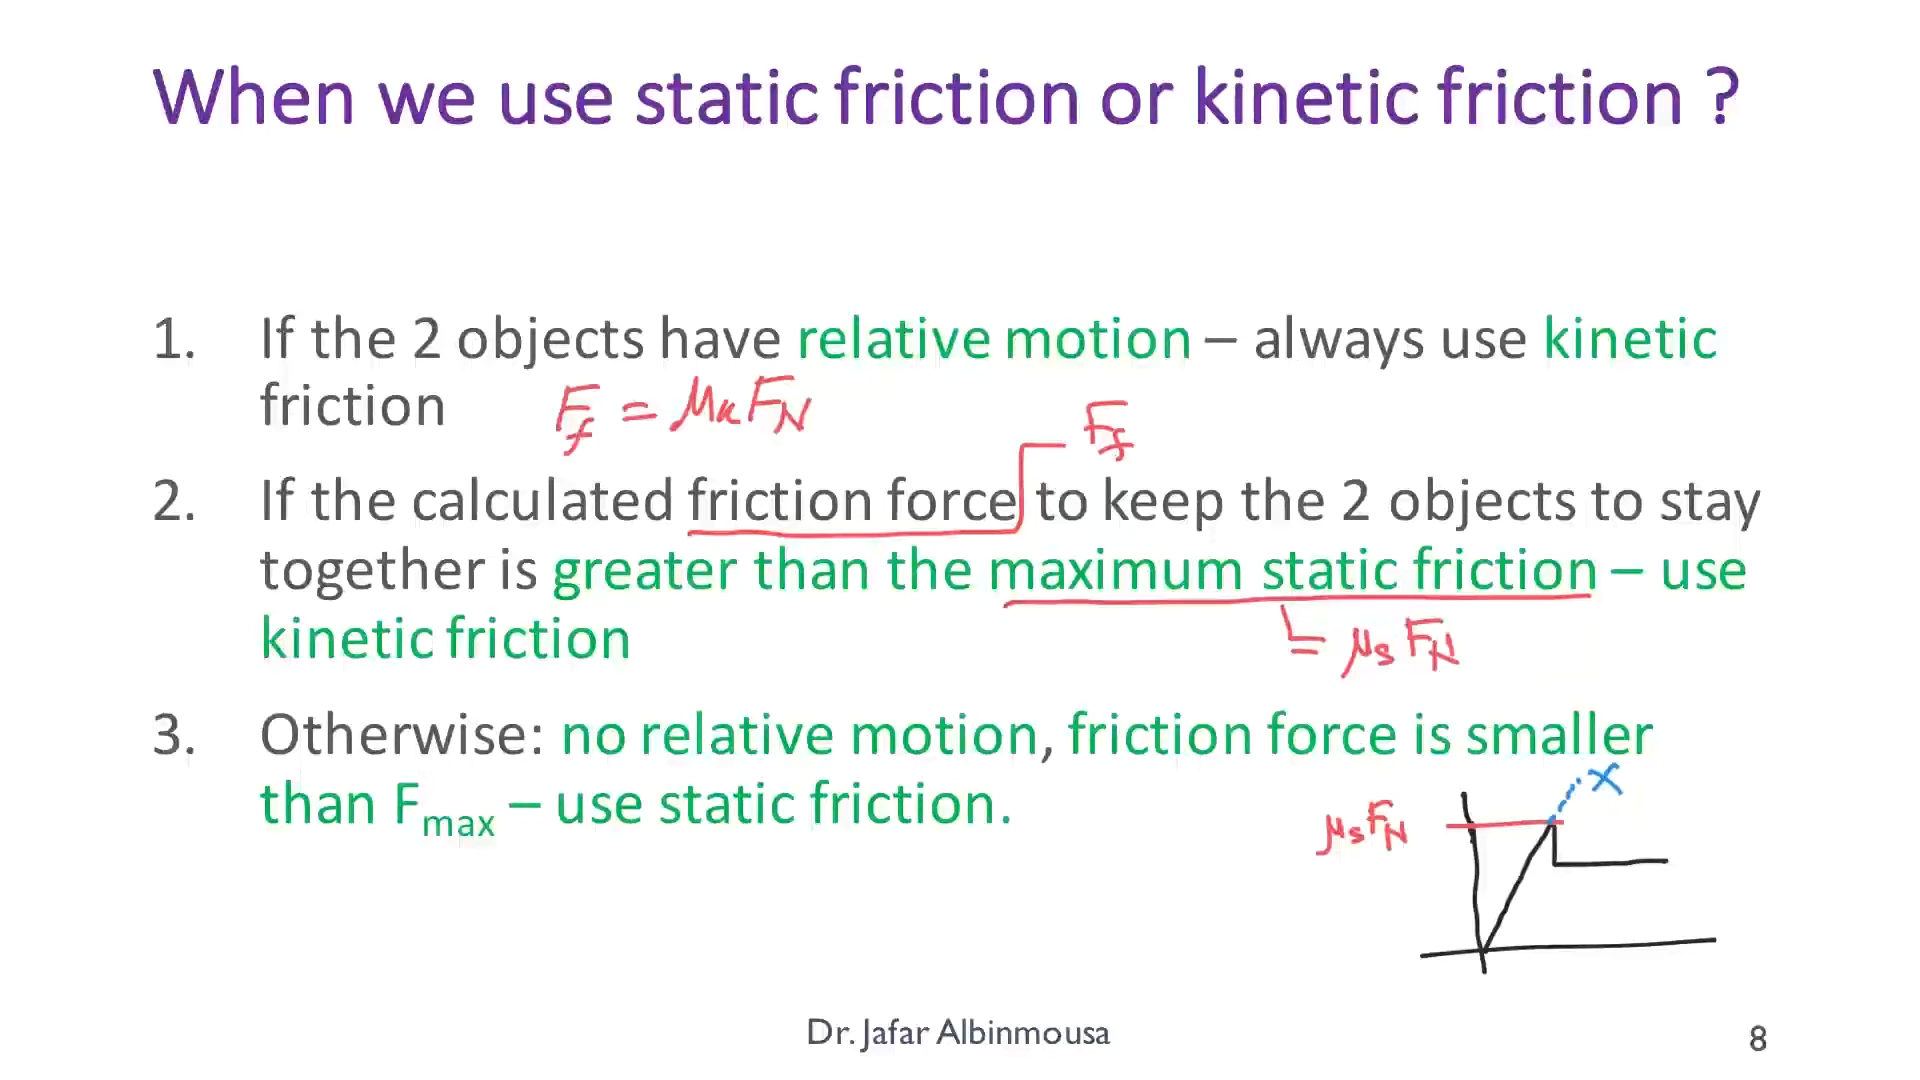 When we use static friction or kinetic friction ?
1. If the 2 objects have relative motion – always use kinetic
friction F_f = μ_k F_N
F_f
2. If the calculated friction force to keep the 2 objects to stay
together is greater than the maximum static friction – use
kinetic friction
= μ_s F_N
3. Otherwise: no relative motion, friction force is smaller
than F_max – use static friction.
x
μ_s F_N
Dr. Jafar Albinmousa
8